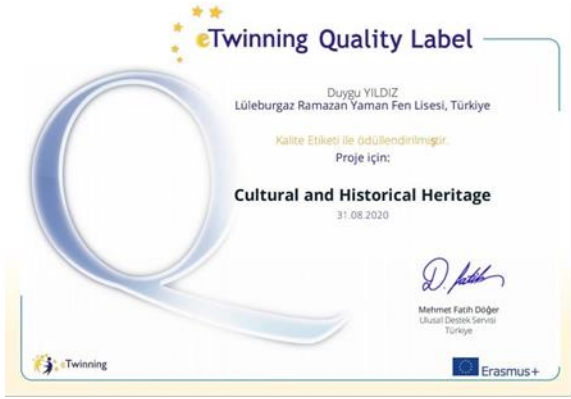 eTwinning Quality Label
Duygu YILDIZ
Lüleburgaz Ramazan Yaman Fen Lisesi, Türkiye
Kalite Etiketi ile ödüllendirilmiştir.
Proje için:
Cultural and Historical Heritage
31.08.2020
D. fatih
Mehmet Fatih Döğer
Ulusal Destek Servisi
Türkiye
eTwinning
Erasmus+